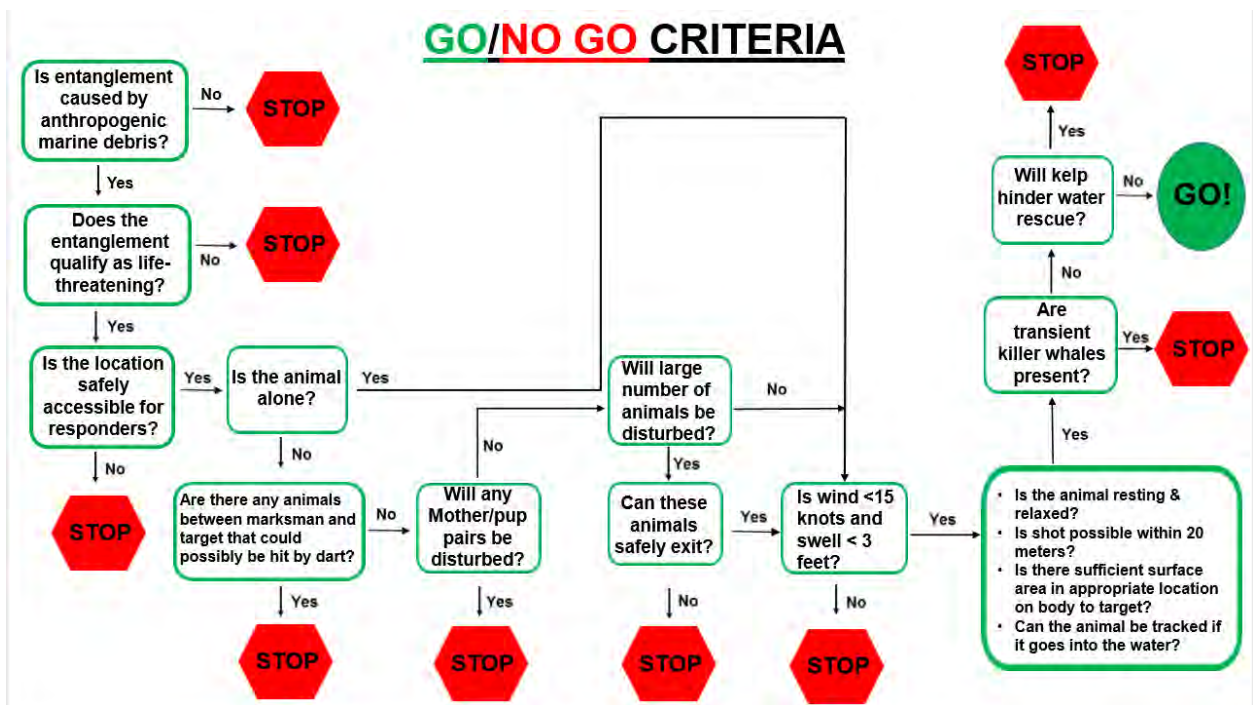 GO/NO GO CRITERIA
Is entanglement
caused by
anthropogenic
marine debris?
No
STOP
Yes
Does the
entanglement
qualify as life-
threatening?
No
STOP
Yes
Is the location
safely
accessible for
responders?
No
STOP
Yes
Is the animal
alone?
Yes
No
Are there any animals
between marksman and
target that could
possibly be hit by dart?
Yes
STOP
No
Will any
Mother/pup
pairs be
disturbed?
Yes
STOP
No
Will large
number of
animals be
disturbed?
No
Yes
Can these
animals
safely exit?
No
STOP
Yes
Is wind <15
knots and
swell < 3
feet?
No
STOP
Yes
• Is the animal resting &
relaxed?
• Is shot possible within 20
meters?
• Is there sufficient surface
area in appropriate location
on body to target?
• Can the animal be tracked if
it goes into the water?
Yes
Are
transient
killer whales
present?
Yes
STOP
No
Will kelp
hinder water
rescue?
Yes
STOP
No
GO!